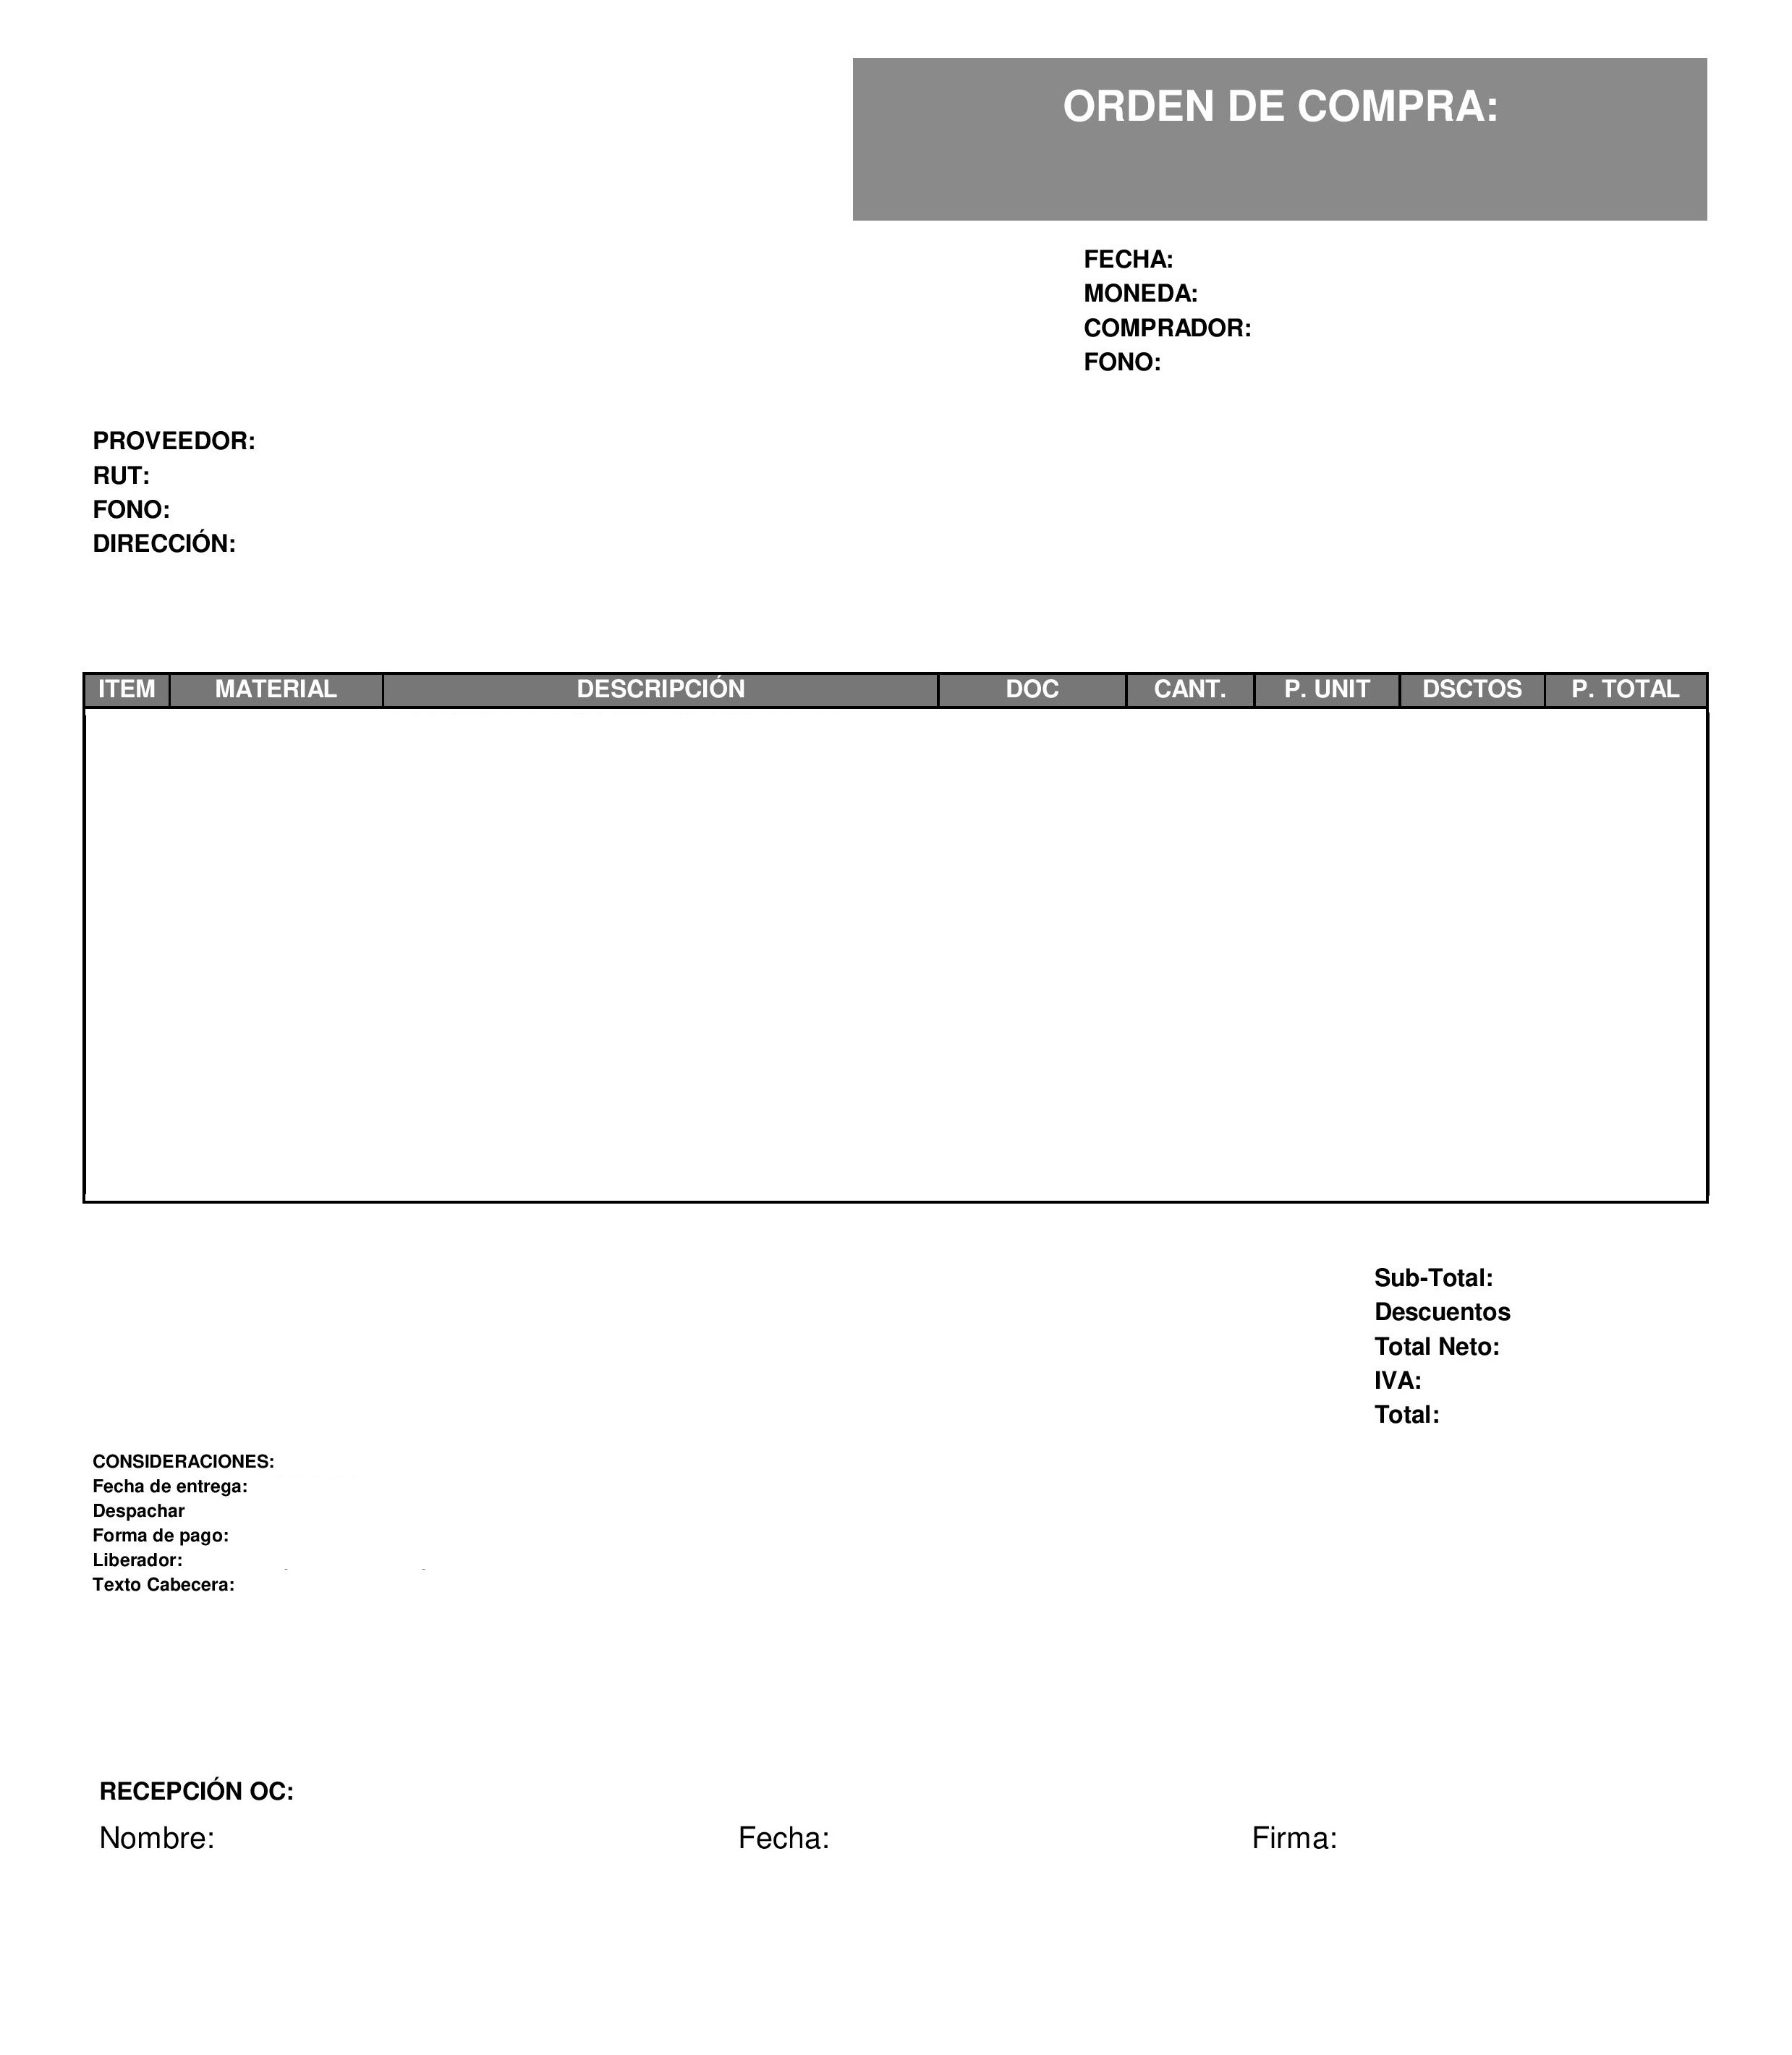 ORDEN DE COMPRA:
FECHA:
MONEDA:
COMPRADOR:
FONO:
PROVEEDOR:
RUT:
FONO:
DIRECCIÓN:
ITEM MATERIAL DESCRIPCIÓN DOC CANT. P. UNIT DSCTOS P. TOTAL
Sub-Total:
Descuentos
Total Neto:
IVA:
Total:
CONSIDERACIONES:
Fecha de entrega:
Despachar
Forma de pago:
Liberador:
Texto Cabecera:
RECEPCIÓN OC:
Nombre: Fecha: Firma: